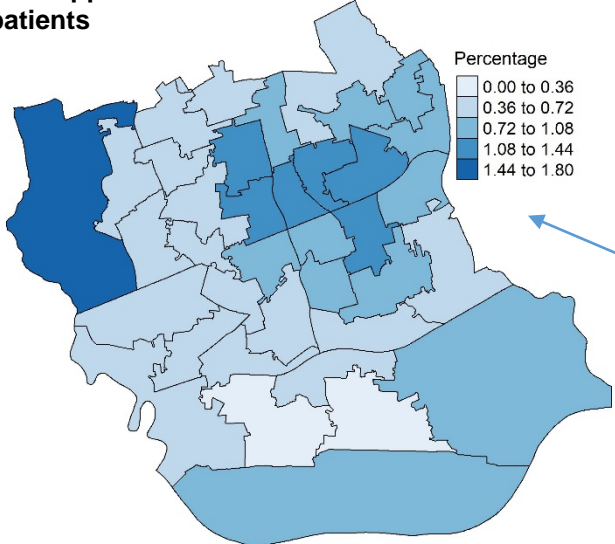 patients
Percentage
0.00 to 0.36
0.36 to 0.72
0.72 to 1.08
1.08 to 1.44
1.44 to 1.80